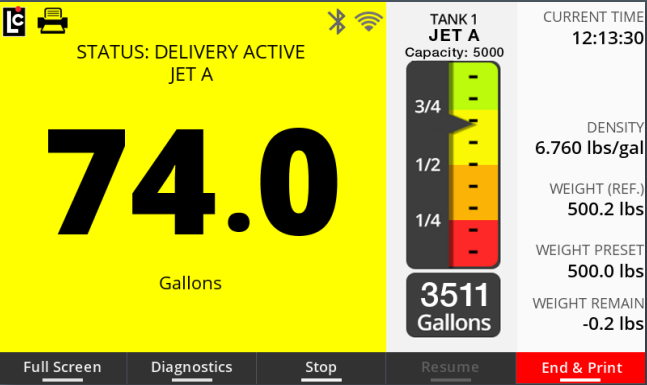 LC
STATUS: DELIVERY ACTIVE
JET A
74.0
Gallons
TANK 1
JET A
Capacity: 5000
3/4
1/2
1/4
3511
Gallons
CURRENT TIME
12:13:30
DENSITY
6.760 lbs/gal
WEIGHT (REF.)
500.2 lbs
WEIGHT PRESET
500.0 lbs
WEIGHT REMAIN
-0.2 lbs
Full Screen
Diagnostics
Stop
Resume
End & Print